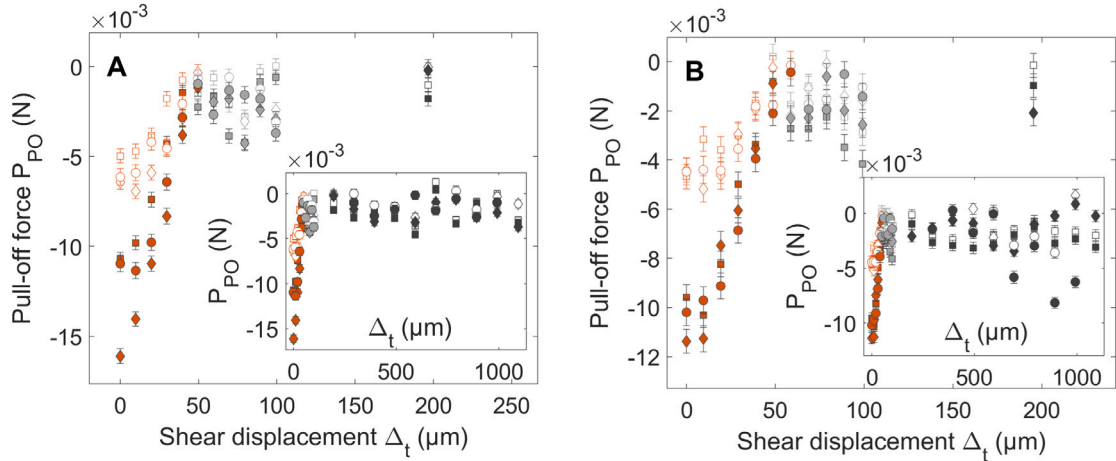 ×10⁻³
A
0
-5
-10
-15
Pull-off force P_PO (N)
0 50 100 150 200 250
Shear displacement Δ_t (μm)
×10⁻³
0
-5
-10
-15
P_PO (N)
Δ_t (μm)
0 500 1000
×10⁻³
B
0
-2
-4
-6
-8
-10
-12
Pull-off force P_PO (N)
0 50 100 150 200
Shear displacement Δ_t (μm)
×10⁻³
0
-5
-10
P_PO (N)
Δ_t (μm)
0 500 1000